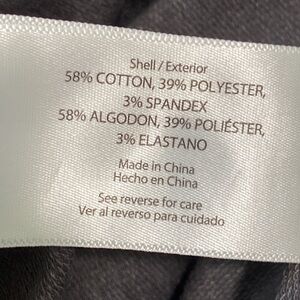 Shell / Exterior
58% COTTON, 39% POLYESTER,
3% SPANDEX
58% ALGODON, 39% POLIÉSTER,
3% ELASTANO
Made in China
Hecho en China
See reverse for care
Ver al reverso para cuidado